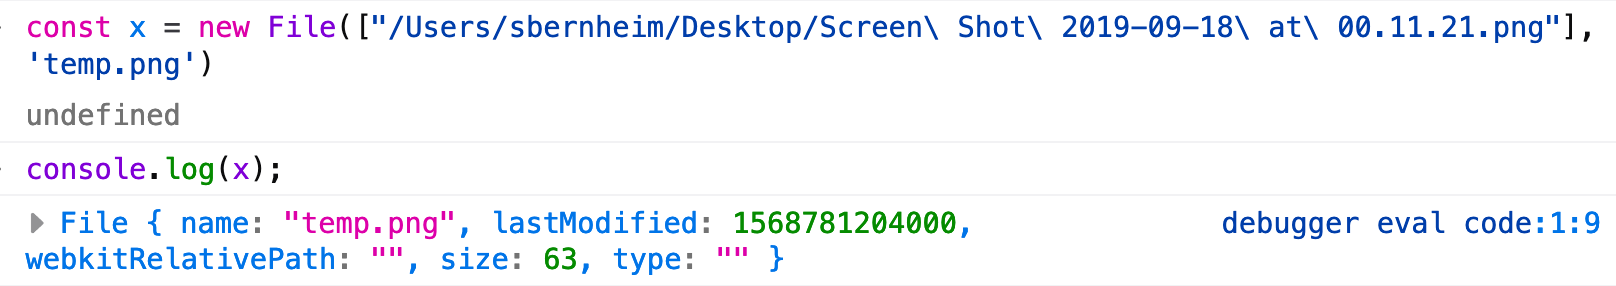 const x = new File(["/Users/sbernheim/Desktop/Screen\ Shot\ 2019-09-18\ at\ 00.11.21.png"],
'temp.png')
undefined
console.log(x);
File { name: "temp.png", lastModified: 1568781204000, debugger eval code:1:9
webkitRelativePath: "", size: 63, type: "" }